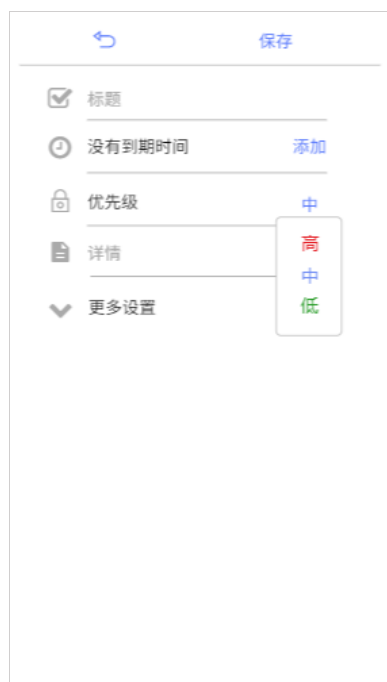 保存
标题
没有到期时间 添加
优先级 中
高
详情
中
更多设置 低